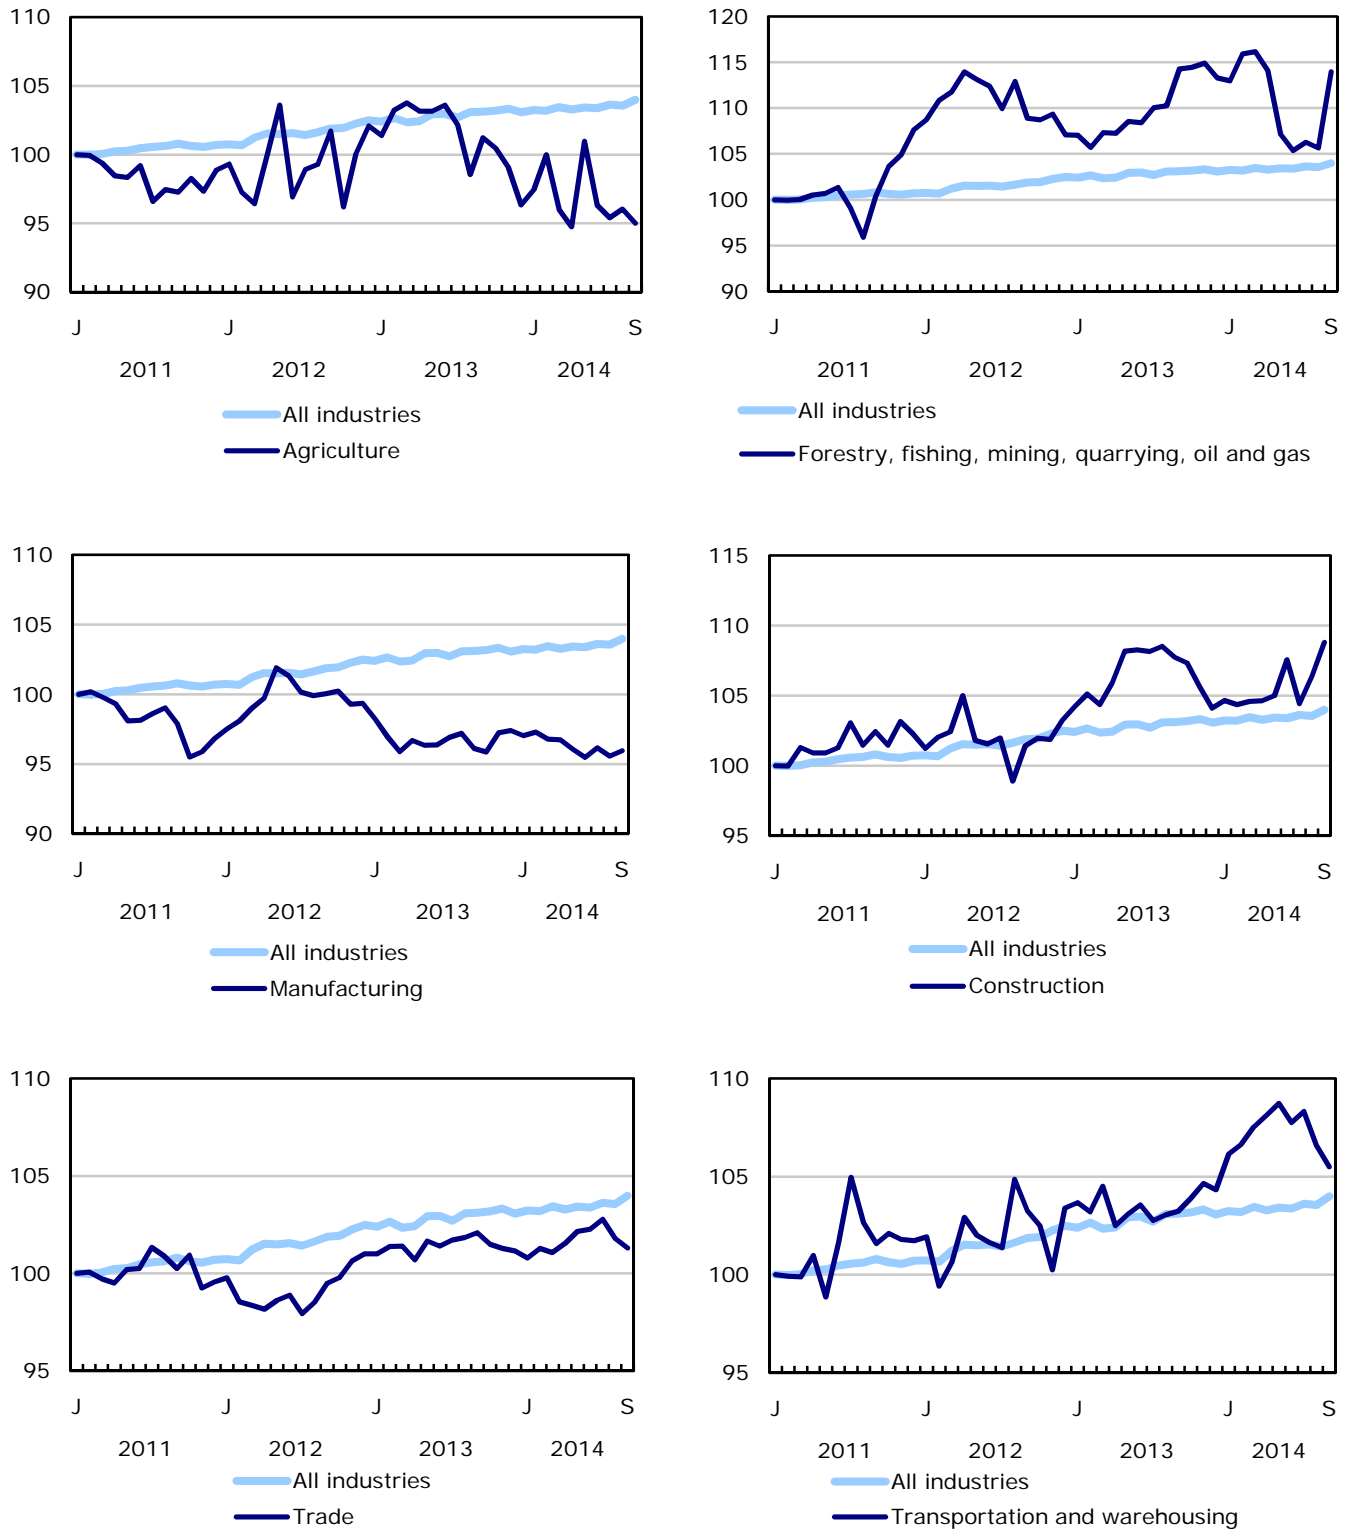 110
105
100
95
90
J J J J S
2011 2012 2013 2014
All industries
Agriculture
120
115
110
105
100
95
90
J J J J S
2011 2012 2013 2014
All industries
Forestry, fishing, mining, quarrying, oil and gas
110
105
100
95
90
J J J J S
2011 2012 2013 2014
All industries
Manufacturing
115
110
105
100
95
J J J J S
2011 2012 2013 2014
All industries
Construction
110
105
100
95
J J J J S
2011 2012 2013 2014
All industries
Trade
110
105
100
95
J J J J S
2011 2012 2013 2014
All industries
Transportation and warehousing